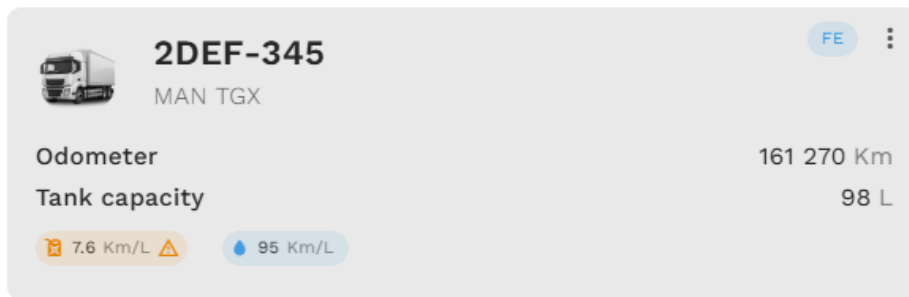 2DEF-345
FE
MAN TGX
Odometer 161 270 Km
Tank capacity 98 L
7.6 Km/L 95 Km/L